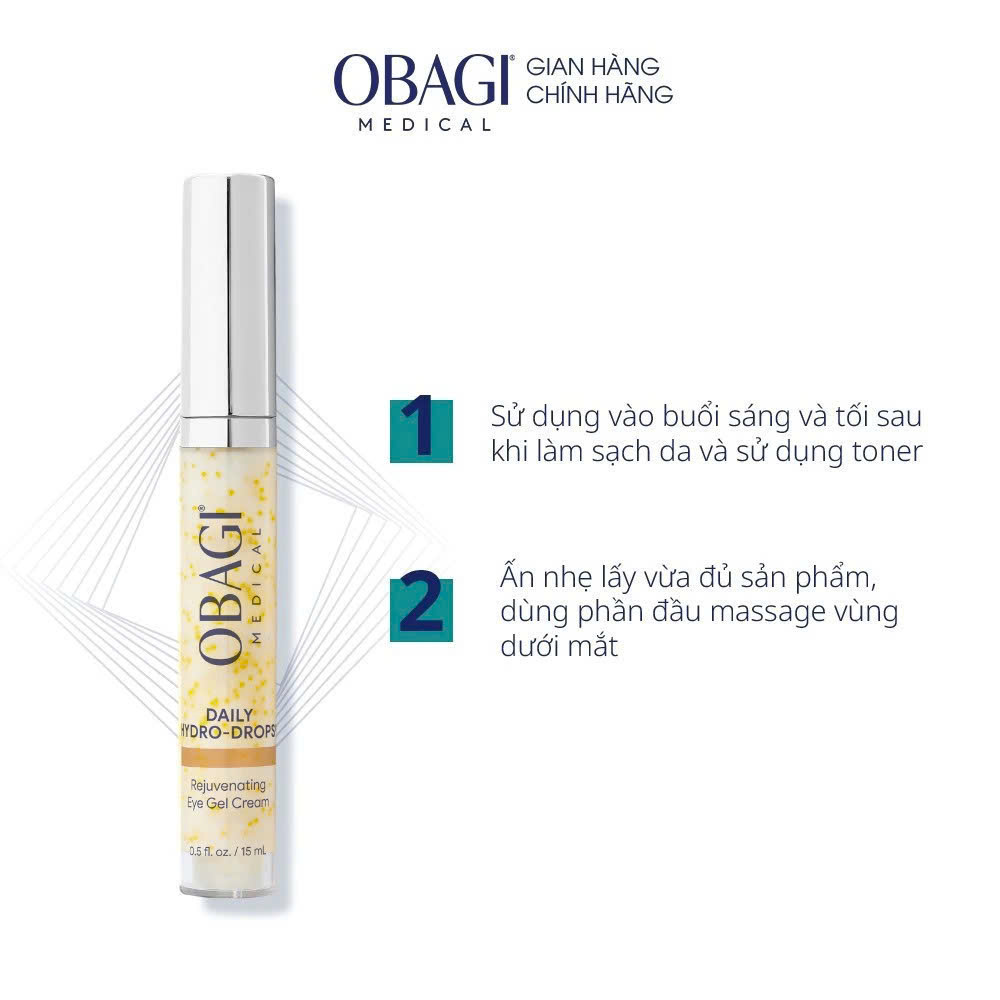 OBAGI®
MEDICAL
GIAN HÀNG
CHÍNH HÃNG
1
Sử dụng vào buổi sáng và tối sau
khi làm sạch da và sử dụng toner
2
Ấn nhẹ lấy vừa đủ sản phẩm,
dùng phần đầu massage vùng
dưới mắt
OBAGI®
MEDICAL
DAILY
HYDRO-DROPS
Rejuvenating
Eye Gel Cream
0.5 fl. oz. / 15 mL